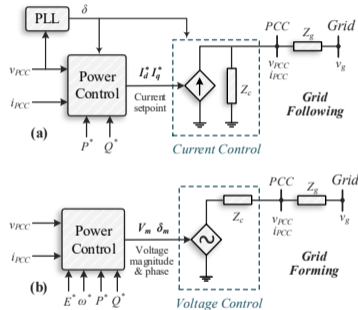 PLL
δ
v_PCC
i_PCC
Power Control
I*_d I*_q
Current setpoint
P* Q*
(a)
Z_c
Current Control
PCC
Z_g
Grid
v_PCC
i_PCC
v_g
Grid Following
v_PCC
i_PCC
Power Control
V_m δ_m
Voltage magnitude & phase
E* ω* P* Q*
(b)
Z_c
Voltage Control
PCC
Z_g
Grid
v_PCC
i_PCC
v_g
Grid Forming